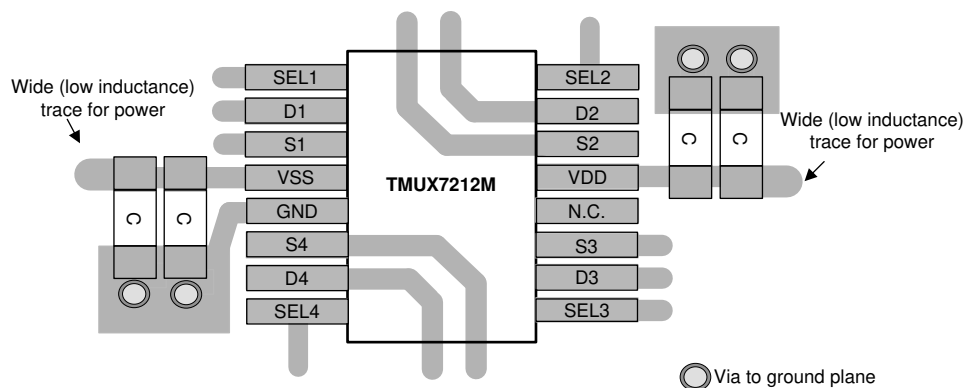 Wide (low inductance)
trace for power
SEL1
D1
S1
VSS
GND
S4
D4
SEL4
C
C
TMUX7212M
SEL2
D2
S2
VDD
N.C.
S3
D3
SEL3
C
C
Wide (low inductance)
trace for power
Via to ground plane